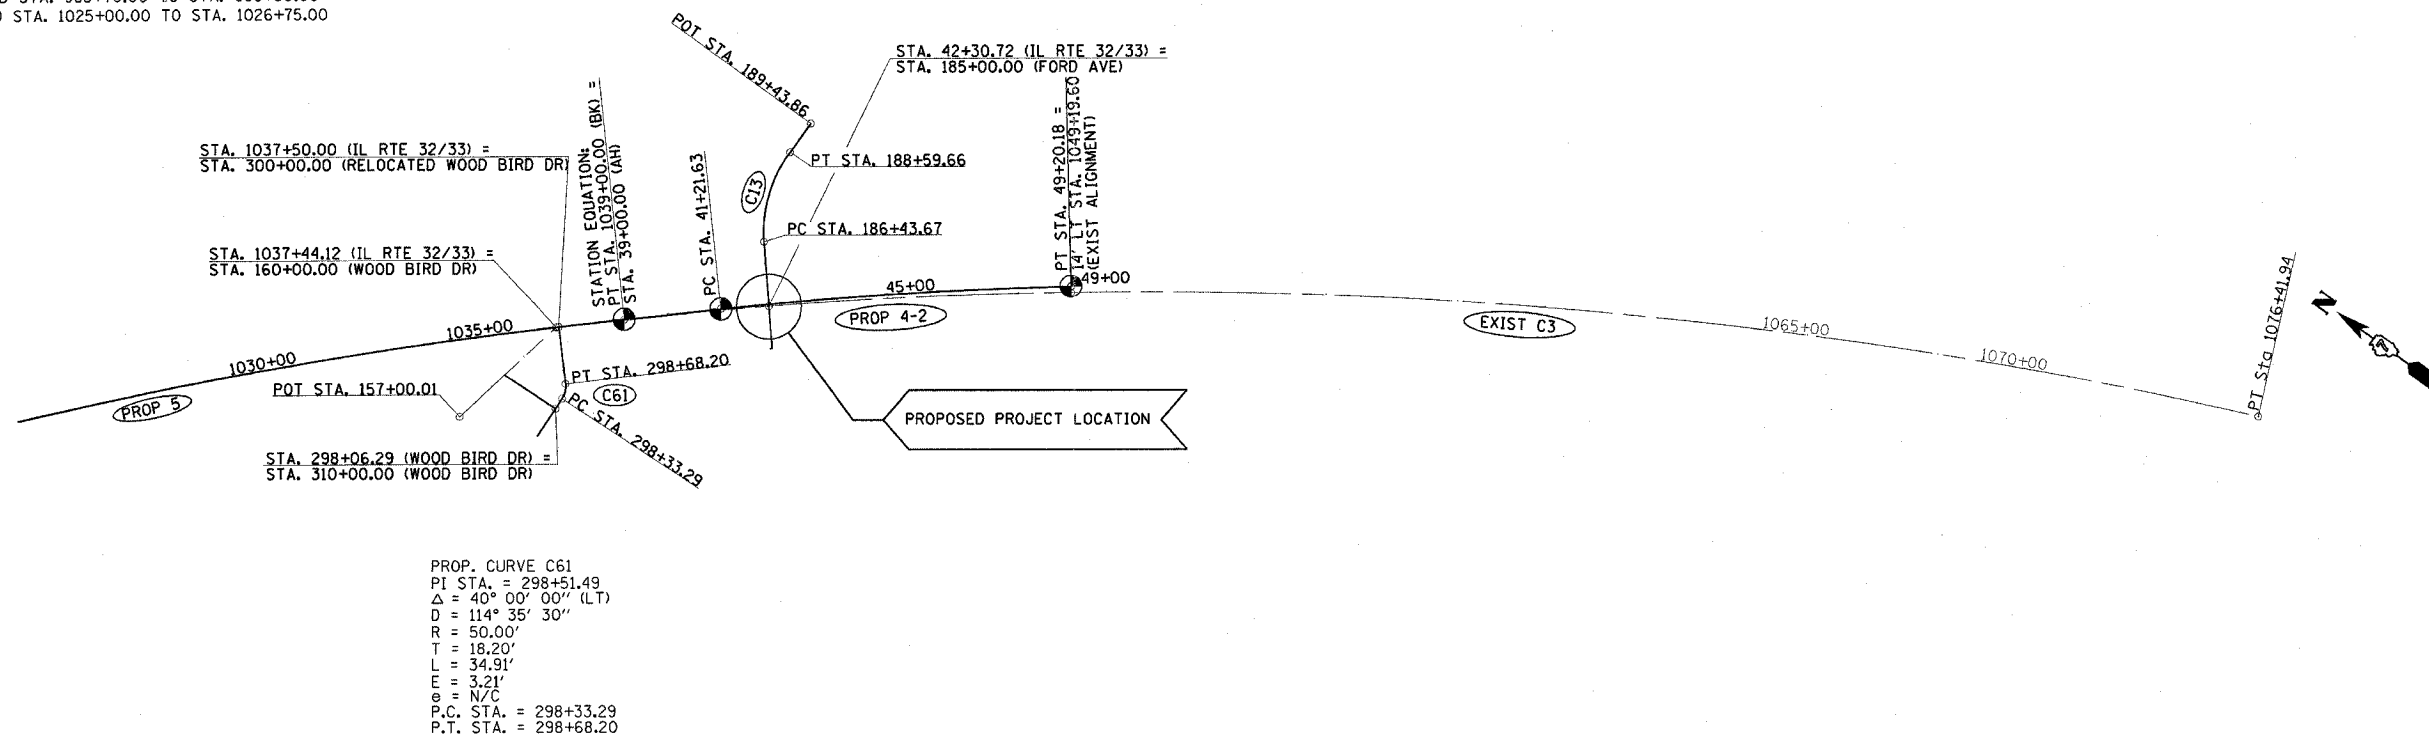 STA. 1025+00.00 TO STA. 1026+75.00
POT STA. 189+43.86
STA. 42+30.72 (IL RTE 32/33) =
STA. 185+00.00 (FORD AVE)
STA. 1037+50.00 (IL RTE 32/33) =
STA. 300+00.00 (RELOCATED WOOD BIRD DR)
STATION EQUATION:
PT STA. 1039+00.00 (BK) =
STA. 39+00.00 (AH)
PC STA. 41+21.63
C13
PT STA. 188+59.66
PC STA. 186+43.67
PT STA. 49+20.18 =
14' LT STA. 1049+19.60
(EXIST ALIGNMENT)
STA. 1037+44.12 (IL RTE 32/33) =
STA. 160+00.00 (WOOD BIRD DR)
49+00
45+00
PROP 4-2
1035+00
1030+00
PROP 5
EXIST C3
1065+00
1070+00
PT Sta 1076+41.94
N
POT STA. 157+00.01
PT STA. 298+68.20
C61
PC STA. 298+33.29
PROPOSED PROJECT LOCATION
STA. 298+06.29 (WOOD BIRD DR) =
STA. 310+00.00 (WOOD BIRD DR)
PROP. CURVE C61
PI STA. = 298+51.49
Δ = 40° 00' 00" (LT)
D = 114° 35' 30"
R = 50.00'
T = 18.20'
L = 34.91'
E = 3.21'
e = N/C
P.C. STA. = 298+33.29
P.T. STA. = 298+68.20